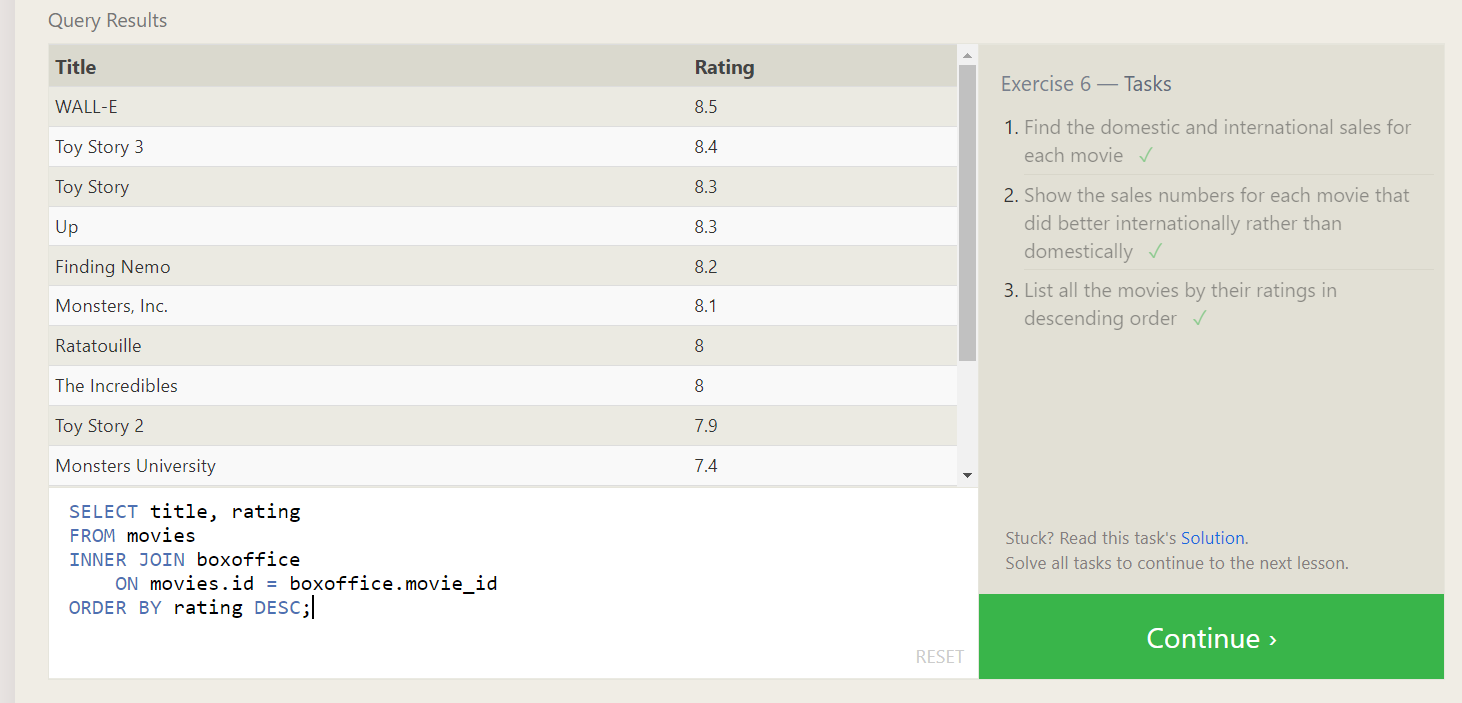 Query Results
Title Rating
WALL-E 8.5
Toy Story 3 8.4
Toy Story 8.3
Up 8.3
Finding Nemo 8.2
Monsters, Inc. 8.1
Ratatouille 8
The Incredibles 8
Toy Story 2 7.9
Monsters University 7.4
SELECT title, rating
FROM movies
INNER JOIN boxoffice
    ON movies.id = boxoffice.movie_id
ORDER BY rating DESC;
RESET
Exercise 6 — Tasks
1. Find the domestic and international sales for
each movie ✓
2. Show the sales numbers for each movie that
did better internationally rather than
domestically ✓
3. List all the movies by their ratings in
descending order ✓
Stuck? Read this task's Solution.
Solve all tasks to continue to the next lesson.
Continue ›